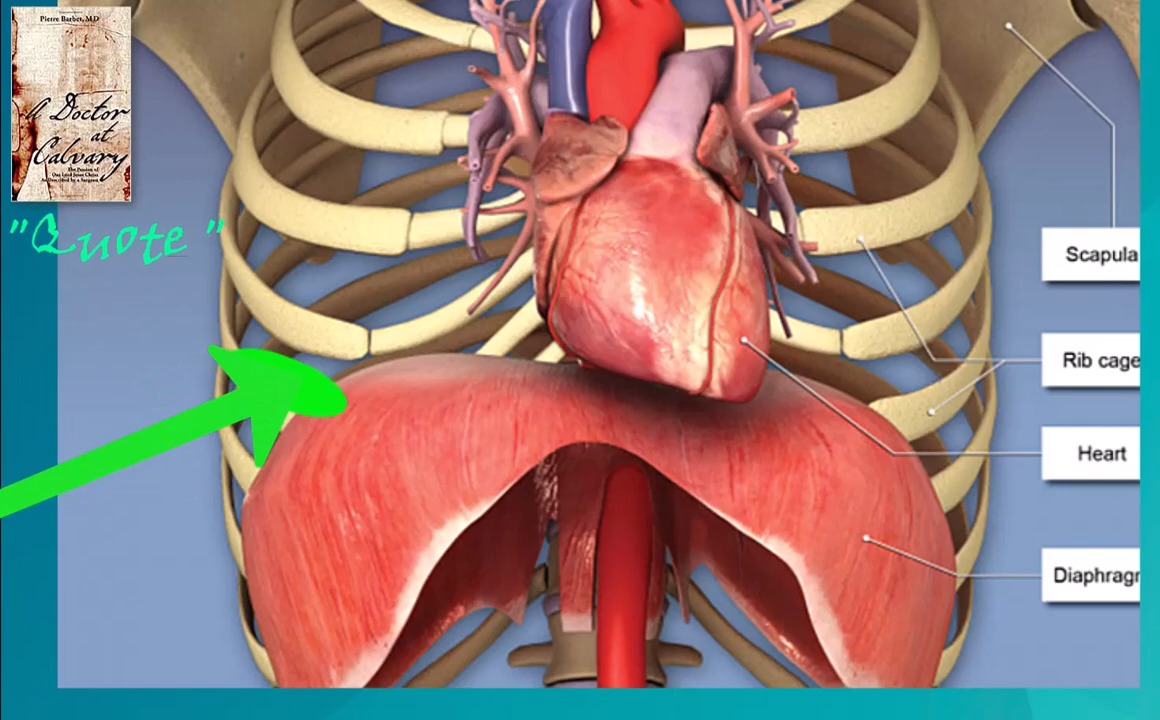 Pierre Barbet, M.D
A Doctor
at
Calvary
The Passion of
Our Lord Jesus Christ
As Described by a Surgeon
"Quote"
Scapula
Rib cage
Heart
Diaphragm